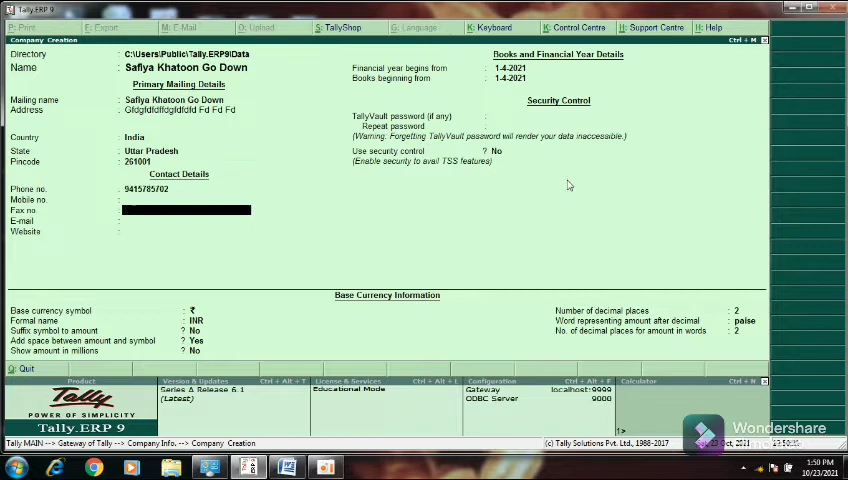 Tally.ERP 9
P: Print E: Export M: E-Mail O: Upload S: TallyShop G: Language K: Keyboard K: Control Centre H: Support Centre H: Help
Company Creation Ctrl + M
Directory : C:\Users\Public\Tally.ERP9\Data
Name : Safiya Khatoon Go Down
Primary Mailing Details
Mailing name : Safiya Khatoon Go Down
Address : Gfdgfdfdffdgfdfdfd Fd Fd Fd
Country : India
State : Uttar Pradesh
Pincode : 261001
Contact Details
Phone no. : 9415785702
Mobile no. :
Fax no. :
E-mail :
Website :
Books and Financial Year Details
Financial year begins from : 1-4-2021
Books beginning from : 1-4-2021
Security Control
TallyVault password (if any) :
Repeat password :
(Warning: Forgetting TallyVault password will render your data inaccessible.)
Use security control ? No
(Enable security to avail TSS features)
Base Currency Information
Base currency symbol : ₹
Formal name : INR
Suffix symbol to amount ? No
Add space between amount and symbol ? Yes
Show amount in millions ? No
Number of decimal places : 2
Word representing amount after decimal : paise
No. of decimal places for amount in words : 2
Q: Quit
Product
Tally
POWER OF SIMPLICITY
Tally.ERP 9
Version & Updates Ctrl + Alt + T
Series A Release 6.1
(Latest)
License & Services Ctrl + Alt + L
Educational Mode
Configuration Ctrl + Alt + F
Gateway localhost:9999
ODBC Server 9000
Calculator Ctrl + N
1>
Wondershare
Tally MAIN --> Gateway of Tally --> Company Info. --> Company Creation (c) Tally Solutions Pvt. Ltd., 1988-2017 23 Oct, 2021
1:50 PM
10/23/2021